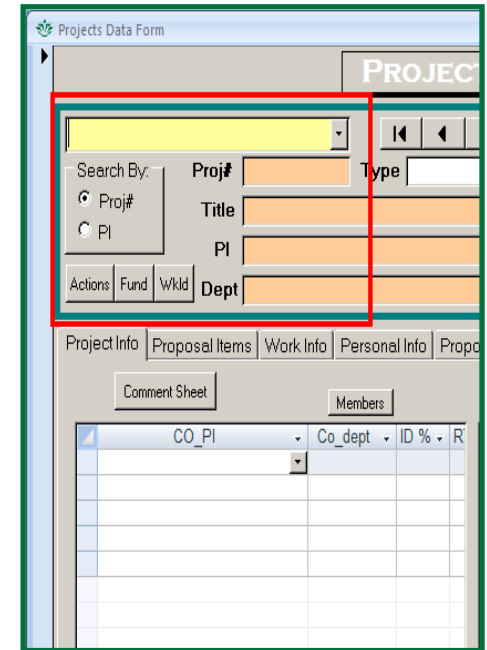 Projects Data Form
PROJECT
Search By:
Proj#
Type
Proj#
Title
PI
PI
Actions
Fund
Wkld
Dept
Project Info
Proposal Items
Work Info
Personal Info
Propo
Comment Sheet
Members
CO_PI
Co_dept
ID %
R